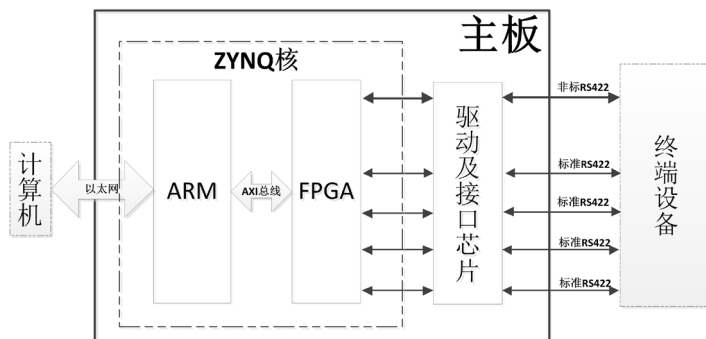 主板
ZYNQ核
计算机
以太网
ARM
AXI总线
FPGA
驱动及接口芯片
非标RS422
标准RS422
标准RS422
标准RS422
标准RS422
终端设备